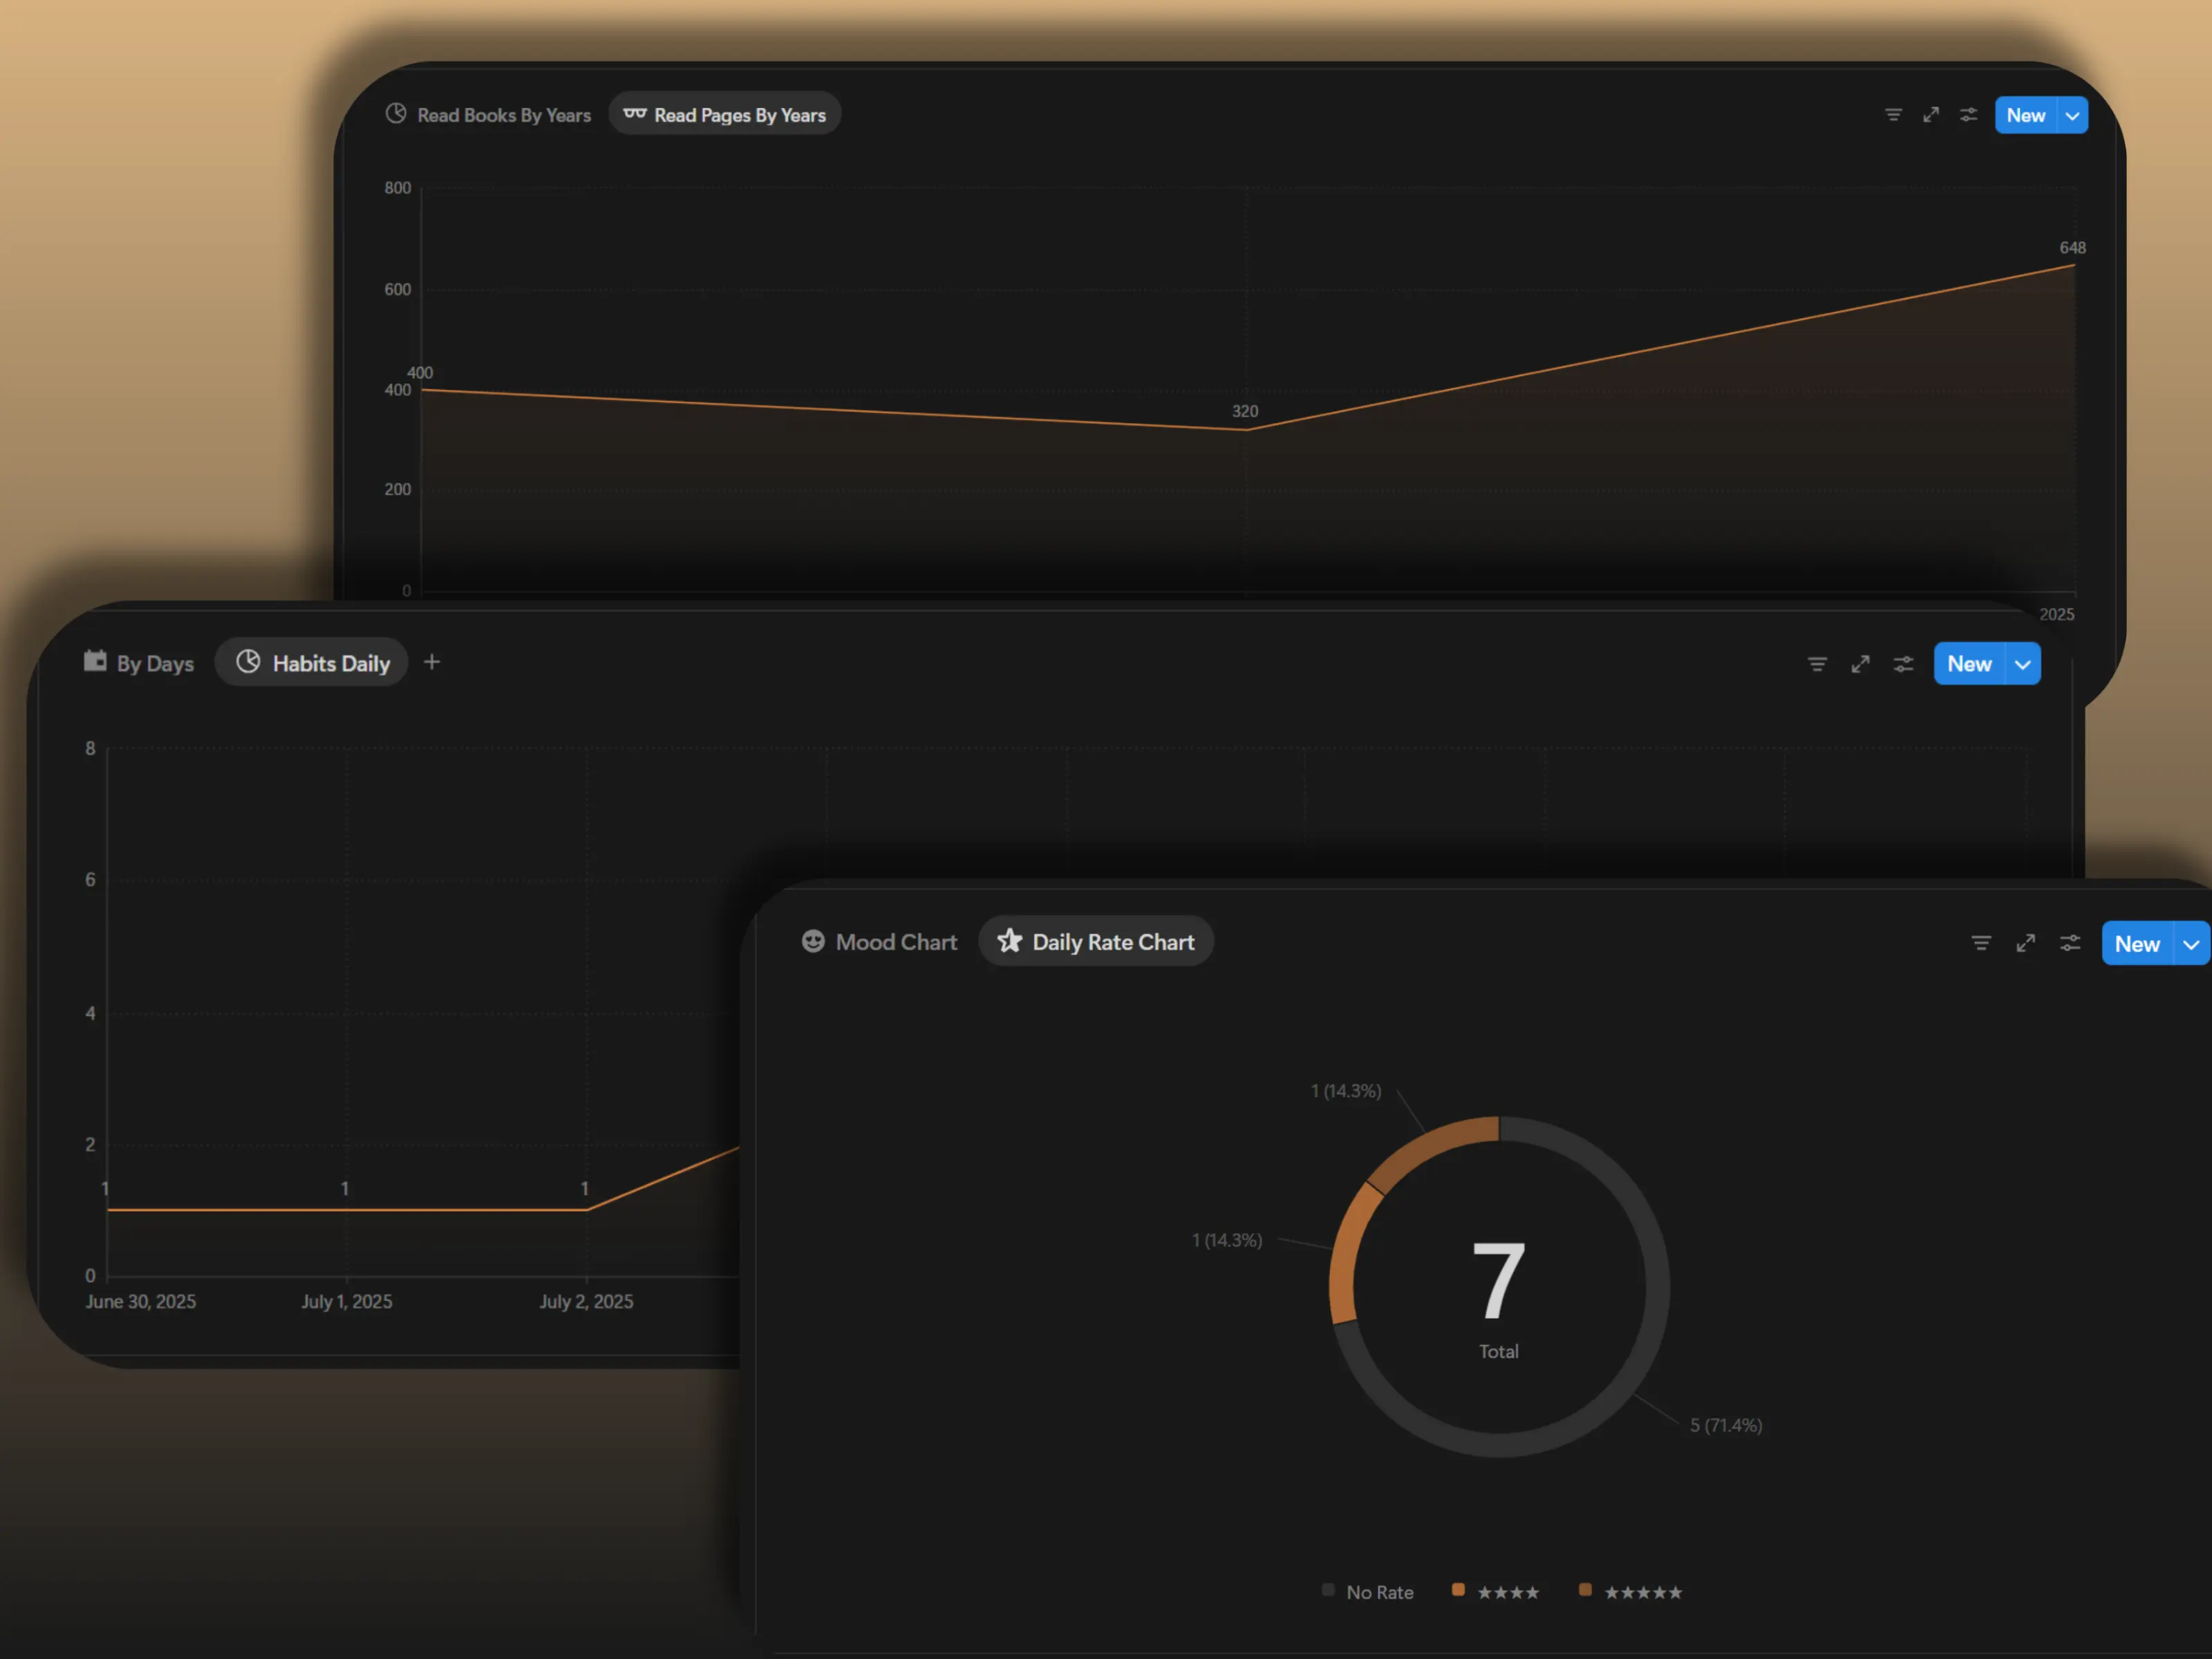 Read Books By Years Read Pages By Years New
800
648
600
400
400
320
200
0
2025
By Days Habits Daily + New
8
6
4
2
1 1 1
0
June 30, 2025 July 1, 2025 July 2, 2025
Mood Chart Daily Rate Chart New
1 (14.3%)
1 (14.3%)
7
Total
5 (71.4%)
No Rate ★★★★ ★★★★★